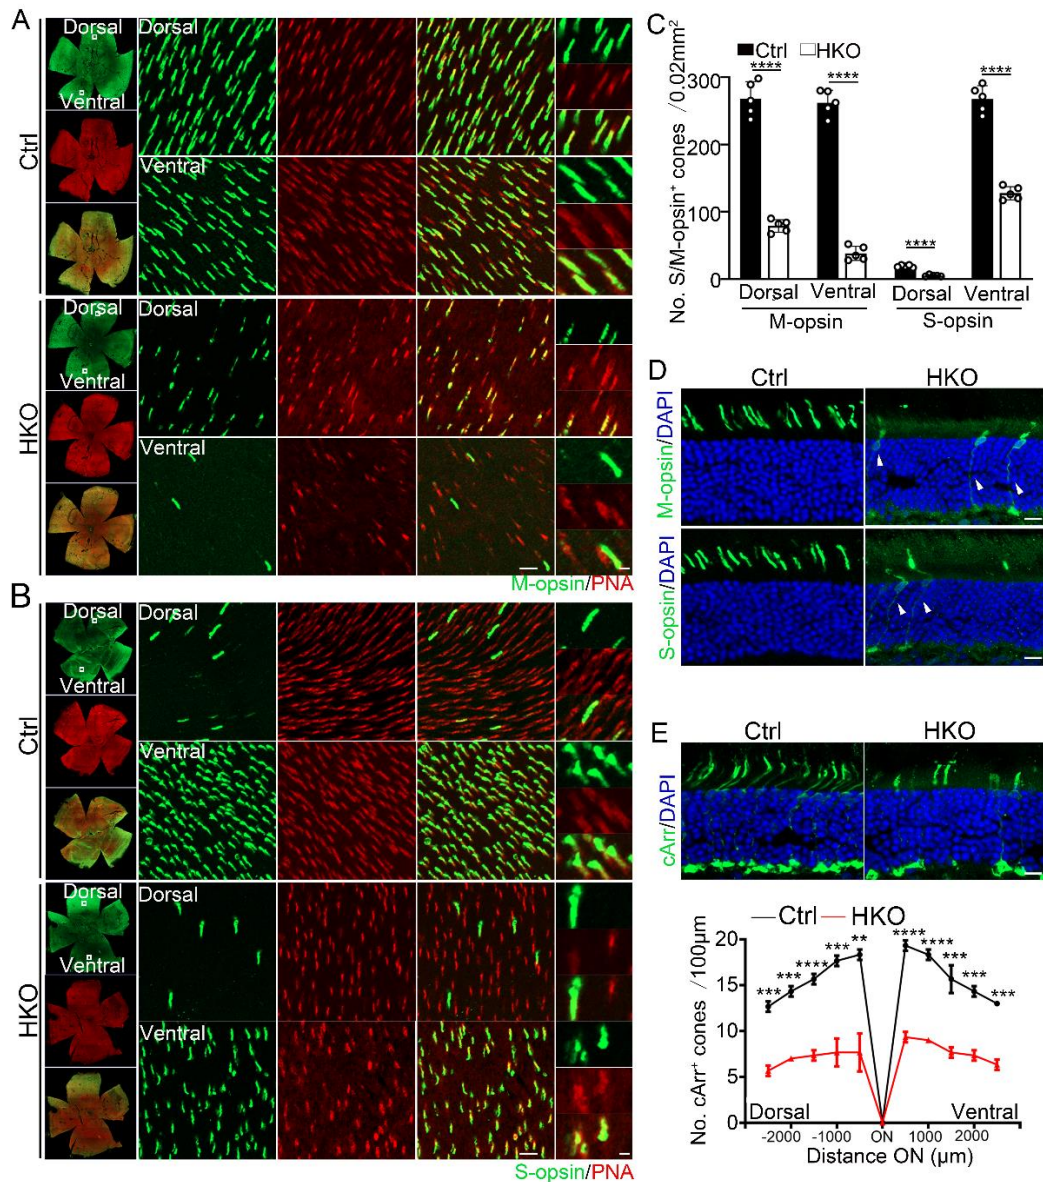 A
Dorsal
Ventral
Ctrl
Dorsal
Ventral
Dorsal
Ventral
HKO
Dorsal
Ventral
M-opsin/PNA
B
Dorsal
Ventral
Ctrl
Dorsal
Ventral
Dorsal
Ventral
HKO
Dorsal
Ventral
S-opsin/PNA
C
Ctrl HKO
No. S/M-opsin⁺ cones /0.02mm²
300
200
100
0
**** **** **** ****
Dorsal Ventral Dorsal Ventral
M-opsin S-opsin
D
Ctrl HKO
M-opsin/DAPI
S-opsin/DAPI
E
Ctrl HKO
cArr/DAPI
Ctrl HKO
No. cArr⁺ cones /100µm
20
15
10
5
0
*** *** **** *** ** **** **** *** *** ***
Dorsal Ventral
-2000 -1000 ON 1000 2000
Distance ON (µm)